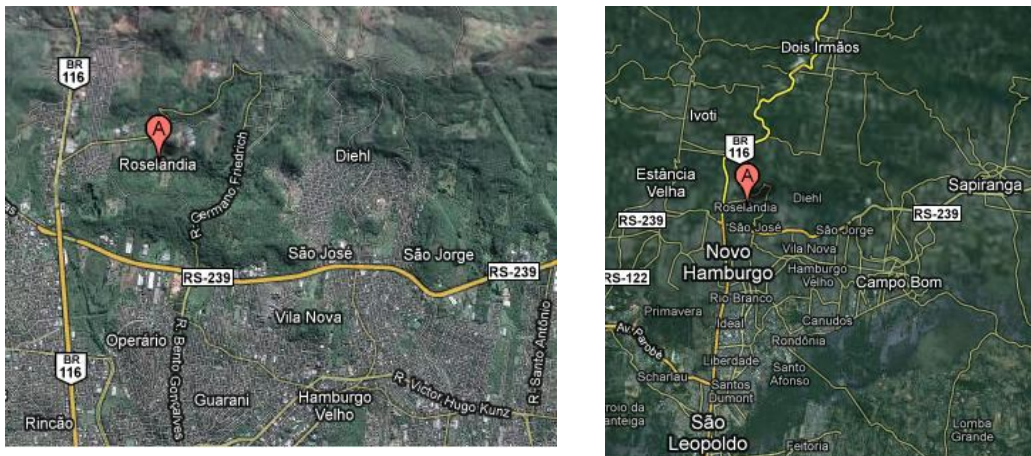 BR
116
A
Roselandia
Diehl
R. Germano Friedrich
São José
São Jorge
RS-239
RS-239
Vila Nova
Operário
R. Bento Gonçalves
Guarani
Hamburgo
Velho
R. Victor Hugo Kunz
R. Santo Antônio
BR
116
Rincão
Dois Irmãos
Ivoti
BR
116
A
Estância
Velha
Sapiranga
Roselandia
Diehl
RS-239
RS-239
São José
São Jorge
Novo
Hamburgo
Vila Nova
Hamburgo
Velho
RS-122
Campo Bom
Rio Branco
Primavera
Ideal
Canudos
Av. Parobé
Rondônia
Liberdade
Santo
Afonso
Scharlau
Santos
Dumont
São
Leopoldo
Lomba
Grande
Feitoria